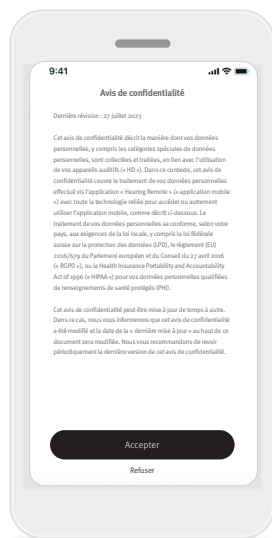 9:41
Avis de confidentialité
Dernière révision : 27 juillet 2023
Cet avis de confidentialité décrit la manière dont vos données
personnelles, y compris les catégories spéciales de données
personnelles, sont collectées et traitées, en lien avec l'utilisation
de vos appareils auditifs (« HD »). Dans ce contexte, cet avis de
confidentialité couvre le traitement de vos données personnelles
effectué via l'application « Hearing Remote » (« application mobile
») avec toute la technologie reliée pour accéder ou autrement
utiliser l'application mobile, comme décrit ci-dessous. Le
traitement de vos données personnelles se conforme, selon votre
pays, aux exigences de la loi locale, y compris la loi fédérale
suisse sur la protection des données (LPD), le règlement (EU)
2016/679 du Parlement européen et du Conseil du 27 avril 2016
(« RGPD »), ou la Health Insurance Portability and Accountability
Act of 1996 (« HIPAA ») pour vos données personnelles qualifiées
de renseignements de santé protégés (PHI).
Cet avis de confidentialité peut être mise à jour de temps à autre.
Dans ce cas, nous vous informerons que cet avis de confidentialité
a été modifié et la date de la « dernière mise à jour » au haut de ce
document sera modifiée. Nous vous recommandons de revoir
périodiquement la dernière version de cet avis de confidentialité.
Accepter
Refuser